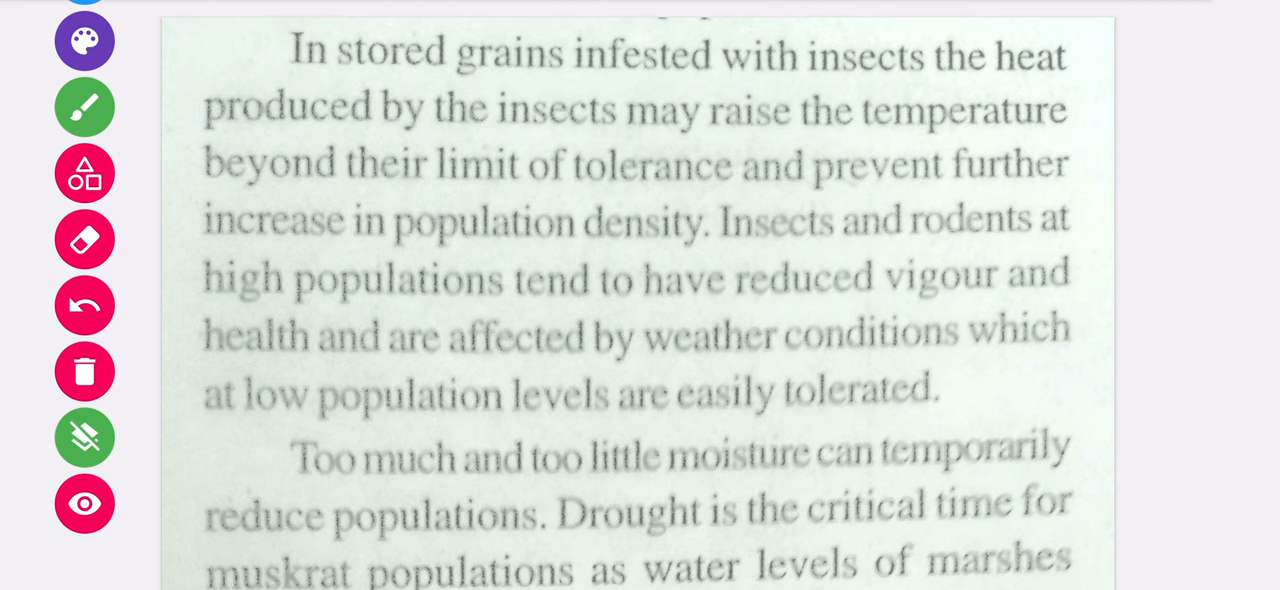 In stored grains infested with insects the heat
produced by the insects may raise the temperature
beyond their limit of tolerance and prevent further
increase in population density. Insects and rodents at
high populations tend to have reduced vigour and
health and are affected by weather conditions which
at low population levels are easily tolerated.
Too much and too little moisture can temporarily
reduce populations. Drought is the critical time for
muskrat populations as water levels of marshes